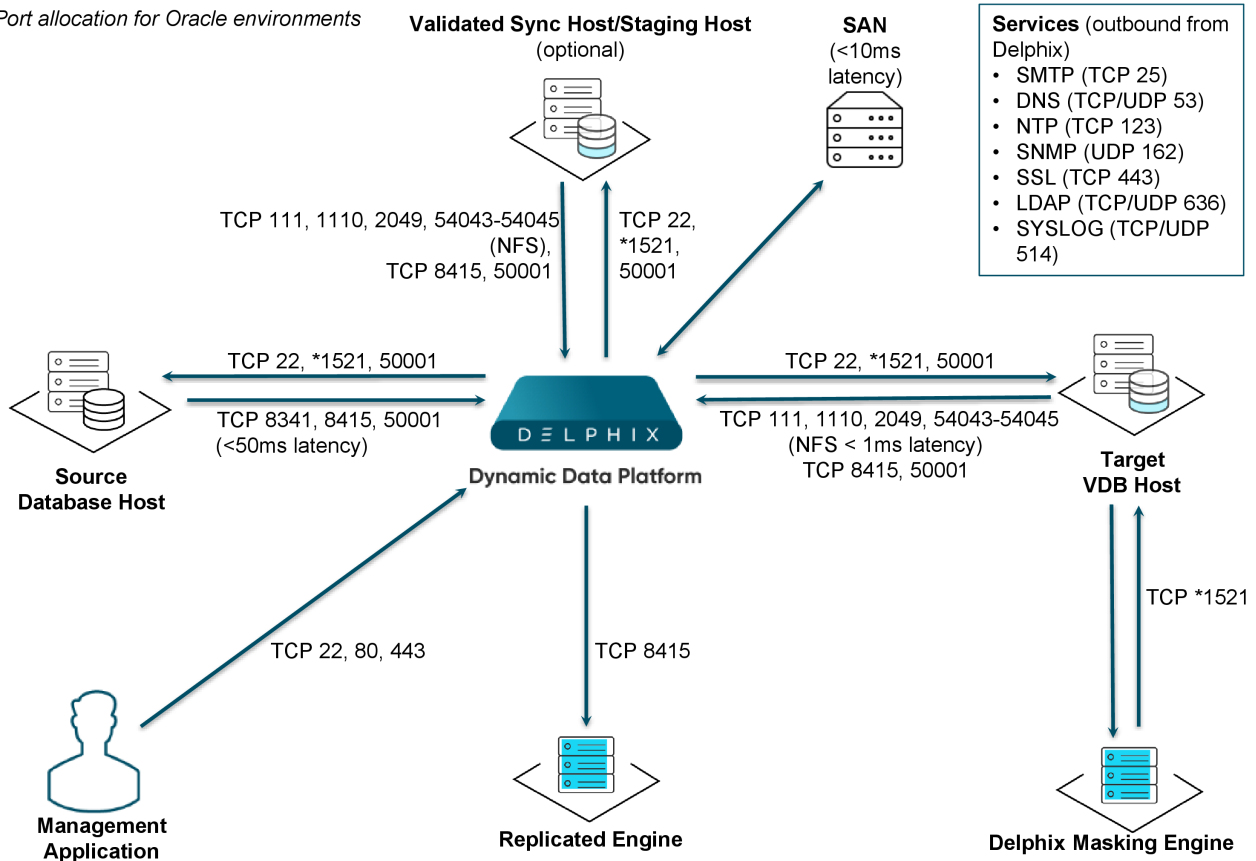 Port allocation for Oracle environments
Validated Sync Host/Staging Host
(optional)
SAN
(<10ms
latency)
Services (outbound from
Delphix)
• SMTP (TCP 25)
• DNS (TCP/UDP 53)
• NTP (TCP 123)
• SNMP (UDP 162)
• SSL (TCP 443)
• LDAP (TCP/UDP 636)
• SYSLOG (TCP/UDP
514)
TCP 111, 1110, 2049, 54043-54045
(NFS),
TCP 8415, 50001
TCP 22,
*1521,
50001
TCP 22, *1521, 50001
TCP 8341, 8415, 50001
(<50ms latency)
Source
Database Host
DELPHIX
Dynamic Data Platform
TCP 22, *1521, 50001
TCP 111, 1110, 2049, 54043-54045
(NFS < 1ms latency)
TCP 8415, 50001
Target
VDB Host
TCP *1521
TCP 22, 80, 443
TCP 8415
Management
Application
Replicated Engine
Delphix Masking Engine